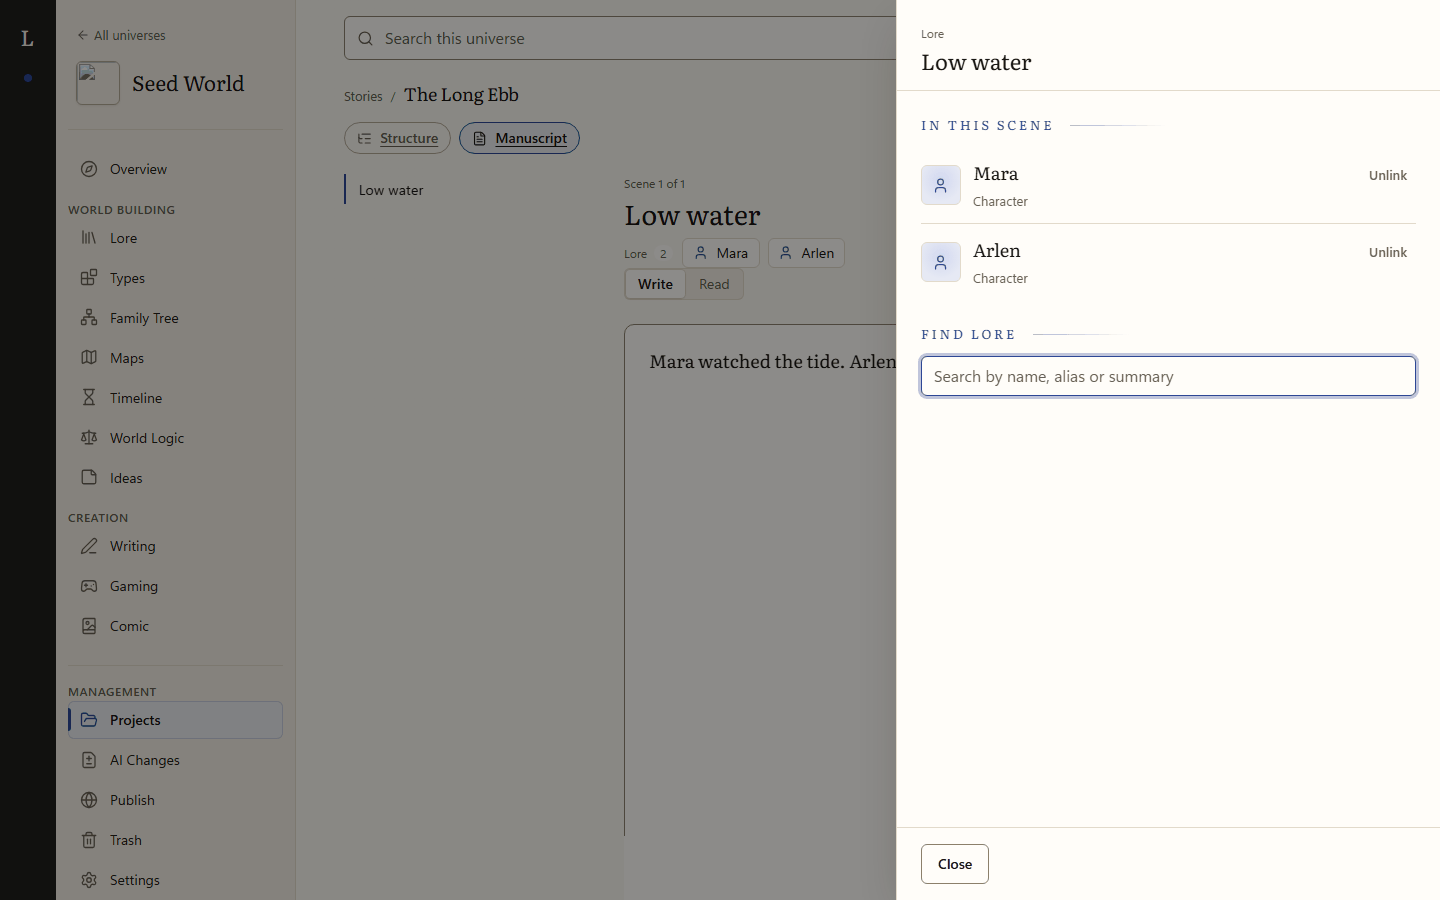 L
All universes
Seed World
Overview
WORLD BUILDING
Lore
Types
Family Tree
Maps
Timeline
World Logic
Ideas
CREATION
Writing
Gaming
Comic
MANAGEMENT
Projects
AI Changes
Publish
Trash
Settings
Search this universe
Stories / The Long Ebb
Structure
Manuscript
Low water
Scene 1 of 1
Low water
Lore 2 Mara Arlen
Write Read
Mara watched the tide. Arlen
Lore
Low water
IN THIS SCENE
Mara
Unlink
Character
Arlen
Unlink
Character
FIND LORE
Search by name, alias or summary
Close